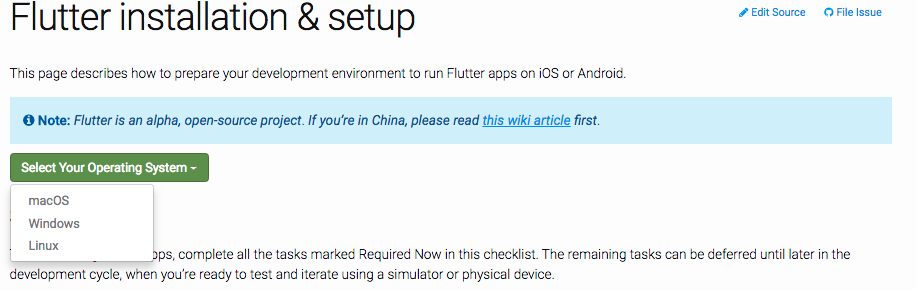 Flutter installation & setup
Edit Source File Issue
This page describes how to prepare your development environment to run Flutter apps on iOS or Android.
Note: Flutter is an alpha, open-source project. If you're in China, please read this wiki article first.
Select Your Operating System
macOS
Windows
Linux
apps, complete all the tasks marked Required Now in this checklist. The remaining tasks can be deferred until later in the
development cycle, when you're ready to test and iterate using a simulator or physical device.